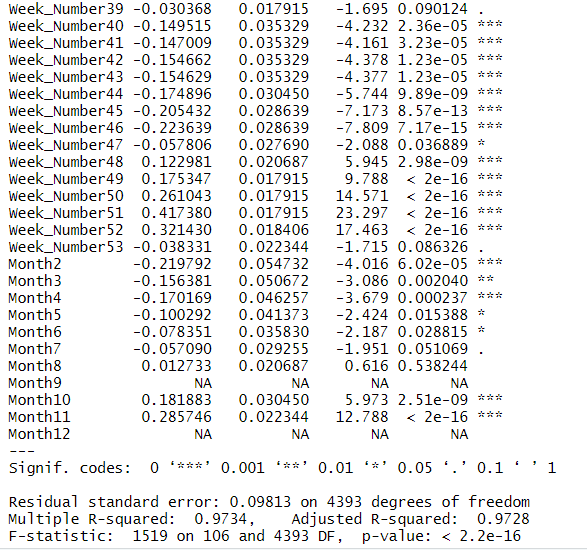 Week_Number39 -0.030368 0.017915 -1.695 0.090124 .
Week_Number40 -0.149515 0.035329 -4.232 2.36e-05 ***
Week_Number41 -0.147009 0.035329 -4.161 3.23e-05 ***
Week_Number42 -0.154662 0.035329 -4.378 1.23e-05 ***
Week_Number43 -0.154629 0.035329 -4.377 1.23e-05 ***
Week_Number44 -0.174896 0.030450 -5.744 9.89e-09 ***
Week_Number45 -0.205432 0.028639 -7.173 8.57e-13 ***
Week_Number46 -0.223639 0.028639 -7.809 7.17e-15 ***
Week_Number47 -0.057806 0.027690 -2.088 0.036889 *
Week_Number48 0.122981 0.020687 5.945 2.98e-09 ***
Week_Number49 0.175347 0.017915 9.788 < 2e-16 ***
Week_Number50 0.261043 0.017915 14.571 < 2e-16 ***
Week_Number51 0.417380 0.017915 23.297 < 2e-16 ***
Week_Number52 0.321430 0.018406 17.463 < 2e-16 ***
Week_Number53 -0.038331 0.022344 -1.715 0.086326 .
Month2 -0.219792 0.054732 -4.016 6.02e-05 ***
Month3 -0.156381 0.050672 -3.086 0.002040 **
Month4 -0.170169 0.046257 -3.679 0.000237 ***
Month5 -0.100292 0.041373 -2.424 0.015388 *
Month6 -0.078351 0.035830 -2.187 0.028815 *
Month7 -0.057090 0.029255 -1.951 0.051069 .
Month8 0.012733 0.020687 0.616 0.538244
Month9 NA NA NA NA
Month10 0.181883 0.030450 5.973 2.51e-09 ***
Month11 0.285746 0.022344 12.788 < 2e-16 ***
Month12 NA NA NA NA
---
Signif. codes: 0 ‘***’ 0.001 ‘**’ 0.01 ‘*’ 0.05 ‘.’ 0.1 ‘ ’ 1
Residual standard error: 0.09813 on 4393 degrees of freedom
Multiple R-squared: 0.9734, Adjusted R-squared: 0.9728
F-statistic: 1519 on 106 and 4393 DF, p-value: < 2.2e-16